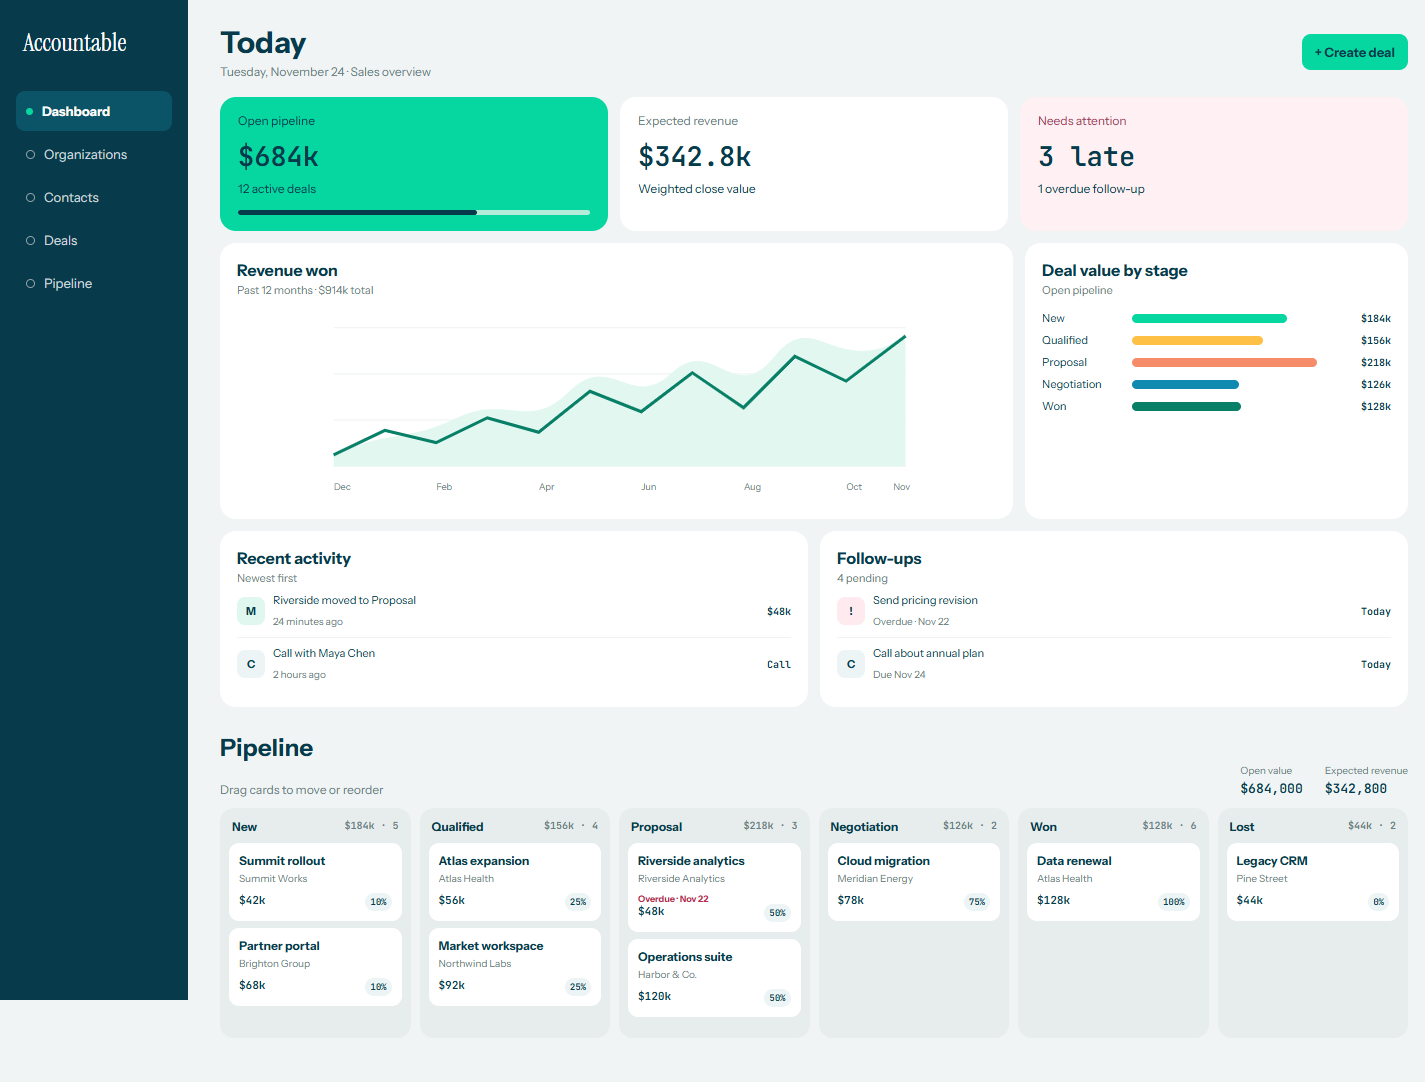 Accountable
Dashboard
Organizations
Contacts
Deals
Pipeline
Today
Tuesday, November 24 · Sales overview
+ Create deal
Open pipeline
$684k
12 active deals
Expected revenue
$342.8k
Weighted close value
Needs attention
3 late
1 overdue follow-up
Revenue won
Past 12 months · $914k total
Dec Feb Apr Jun Aug Oct Nov
Deal value by stage
Open pipeline
New $184k
Qualified $156k
Proposal $218k
Negotiation $126k
Won $128k
Recent activity
Newest first
M Riverside moved to Proposal $48k
24 minutes ago
C Call with Maya Chen Call
2 hours ago
Follow-ups
4 pending
! Send pricing revision Today
Overdue · Nov 22
C Call about annual plan Today
Due Nov 24
Pipeline
Drag cards to move or reorder
Open value
$684,000
Expected revenue
$342,800
New $184k · 5
Summit rollout
Summit Works
$42k 10%
Partner portal
Brighton Group
$68k 10%
Qualified $156k · 4
Atlas expansion
Atlas Health
$56k 25%
Market workspace
Northwind Labs
$92k 25%
Proposal $218k · 3
Riverside analytics
Riverside Analytics
Overdue · Nov 22
$48k 50%
Operations suite
Harbor & Co.
$120k 50%
Negotiation $126k · 2
Cloud migration
Meridian Energy
$78k 75%
Won $128k · 6
Data renewal
Atlas Health
$128k 100%
Lost $44k · 2
Legacy CRM
Pine Street
$44k 0%